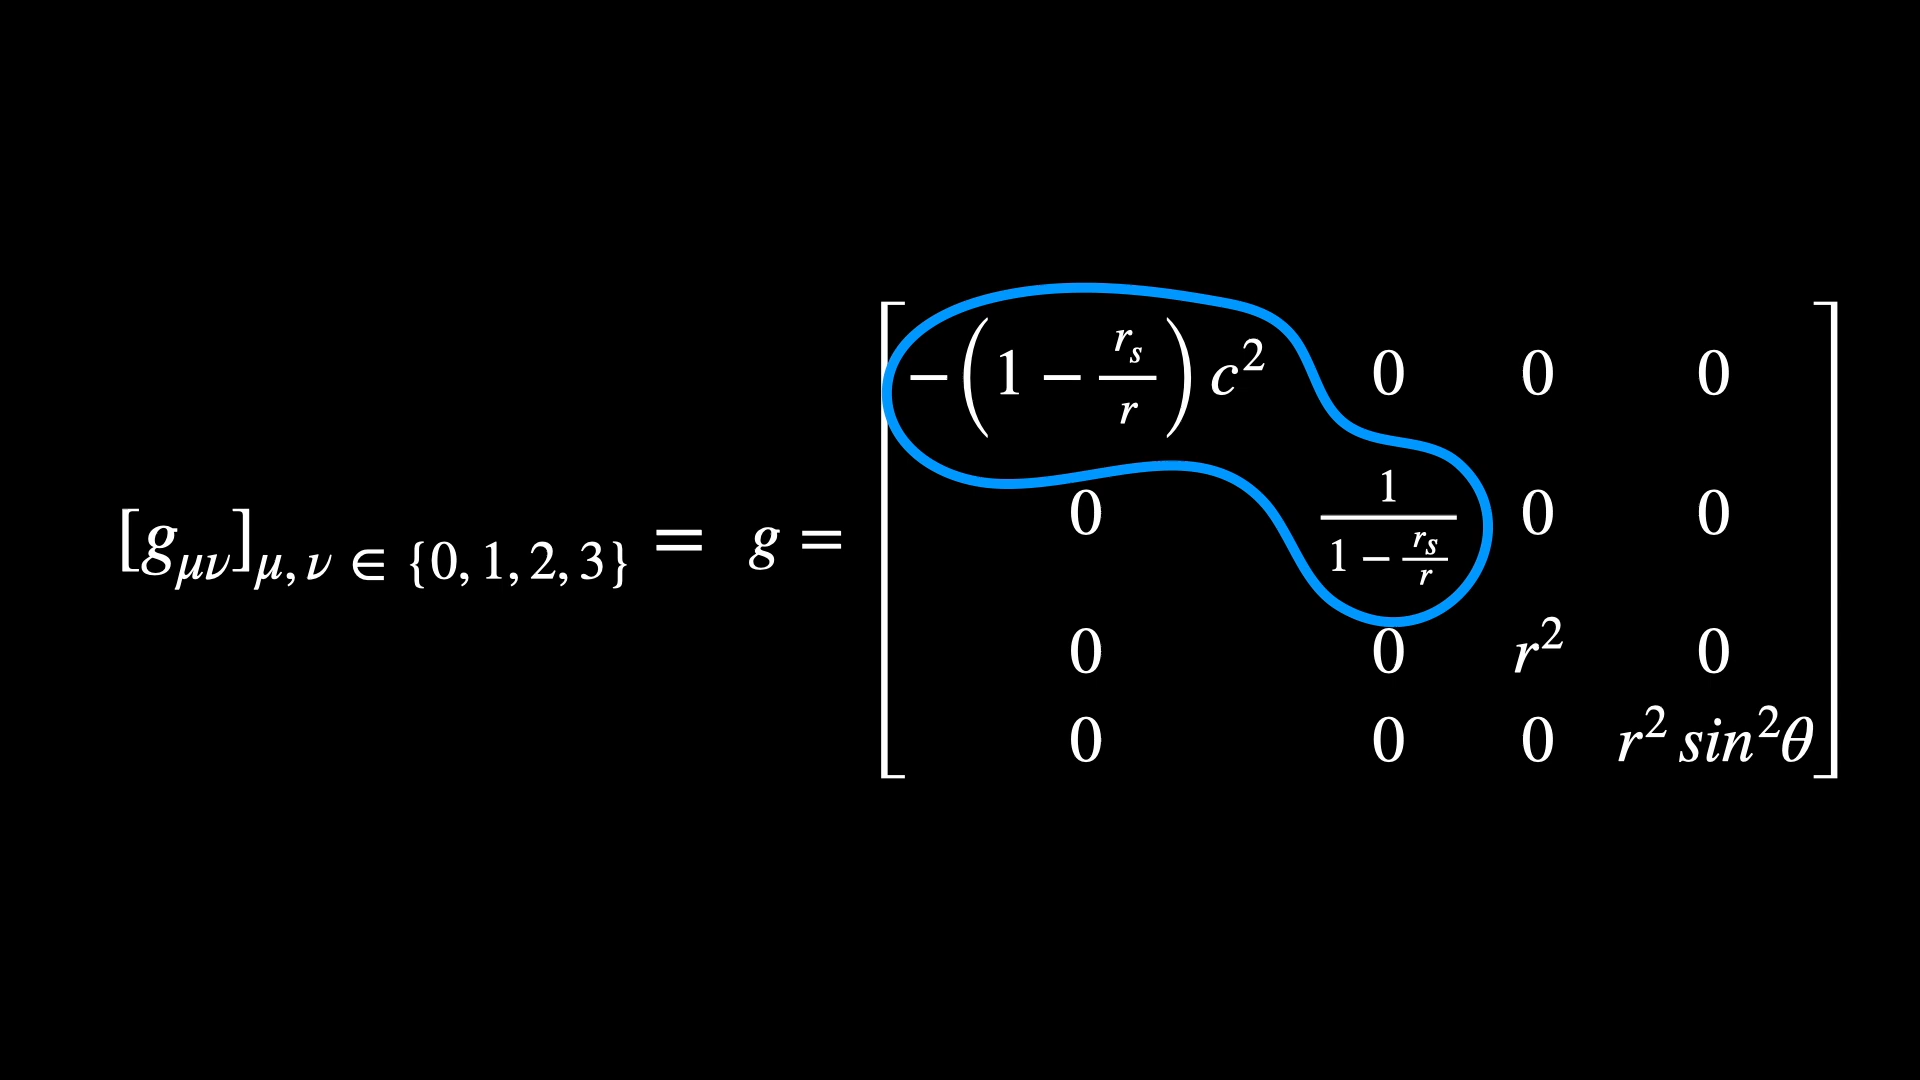 [g_{μν}]_{μ, ν ∈ {0, 1, 2, 3}} = g = [
−(1 − r_s/r) c² 0 0 0
0 1/(1 − r_s/r) 0 0
0 0 r² 0
0 0 0 r² sin²θ ]